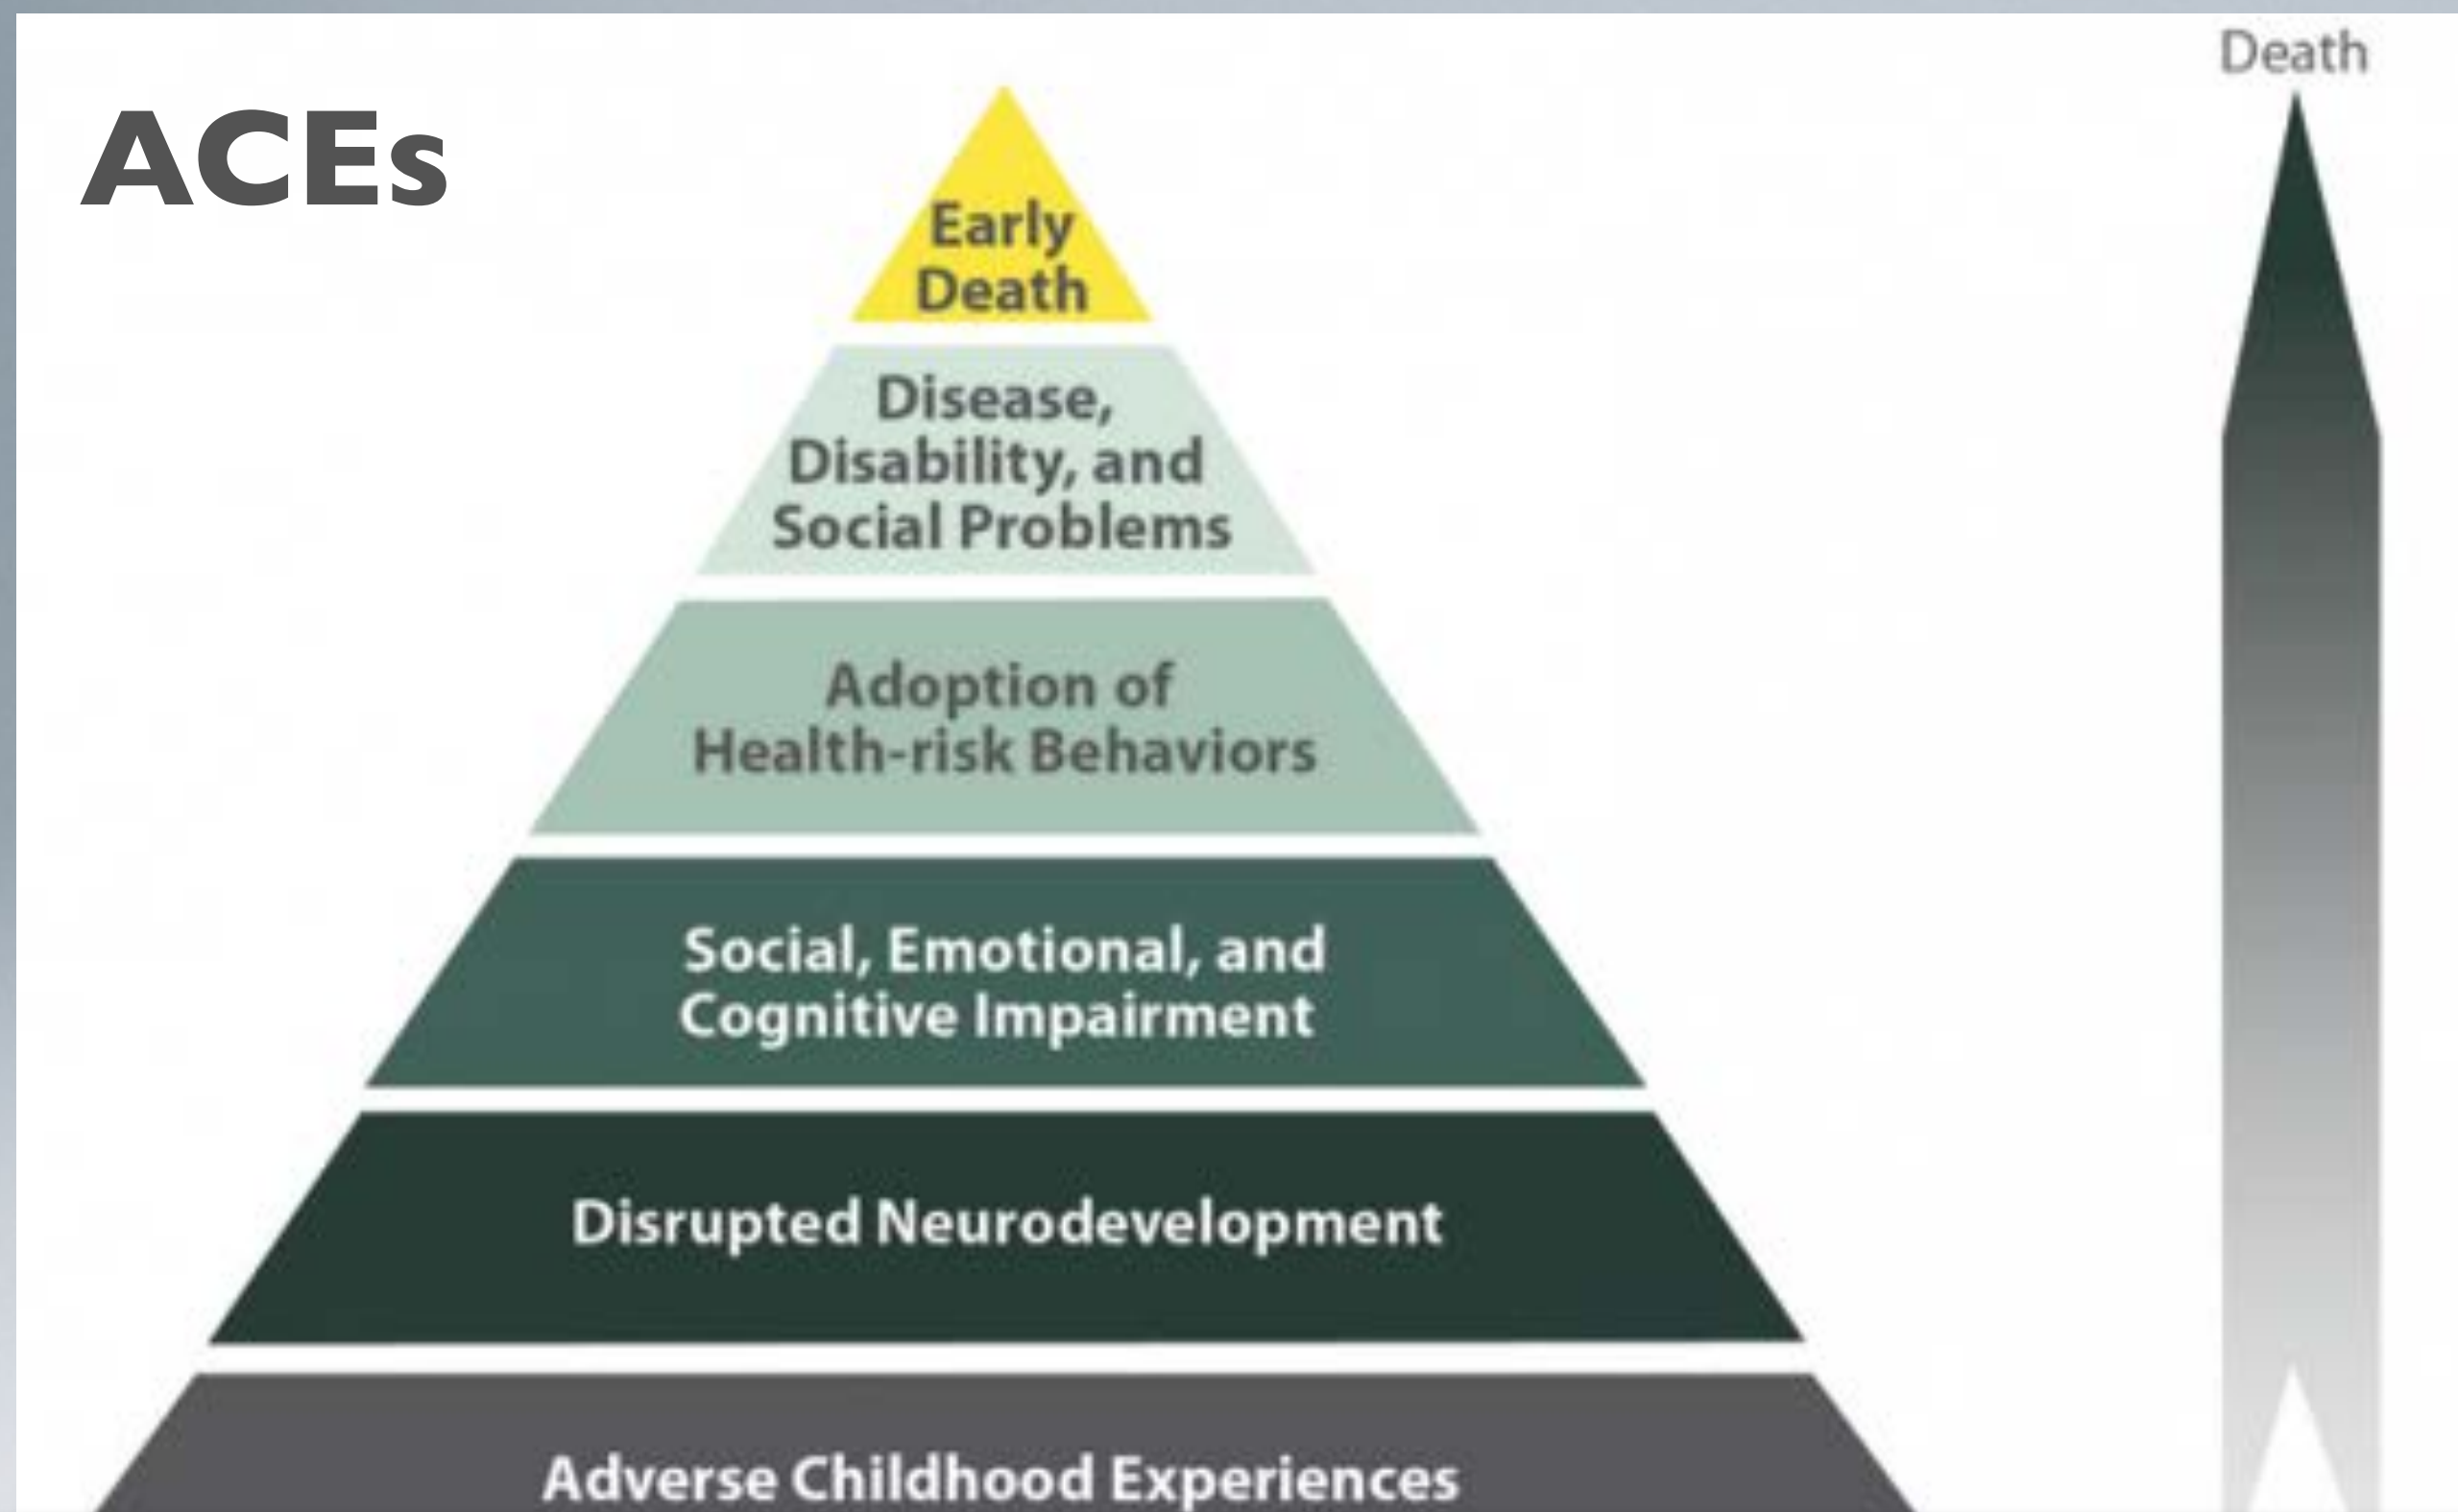 Death
ACEs
Early
Death
Disease,
Disability, and
Social Problems
Adoption of
Health-risk Behaviors
Social, Emotional, and
Cognitive Impairment
Disrupted Neurodevelopment
Adverse Childhood Experiences